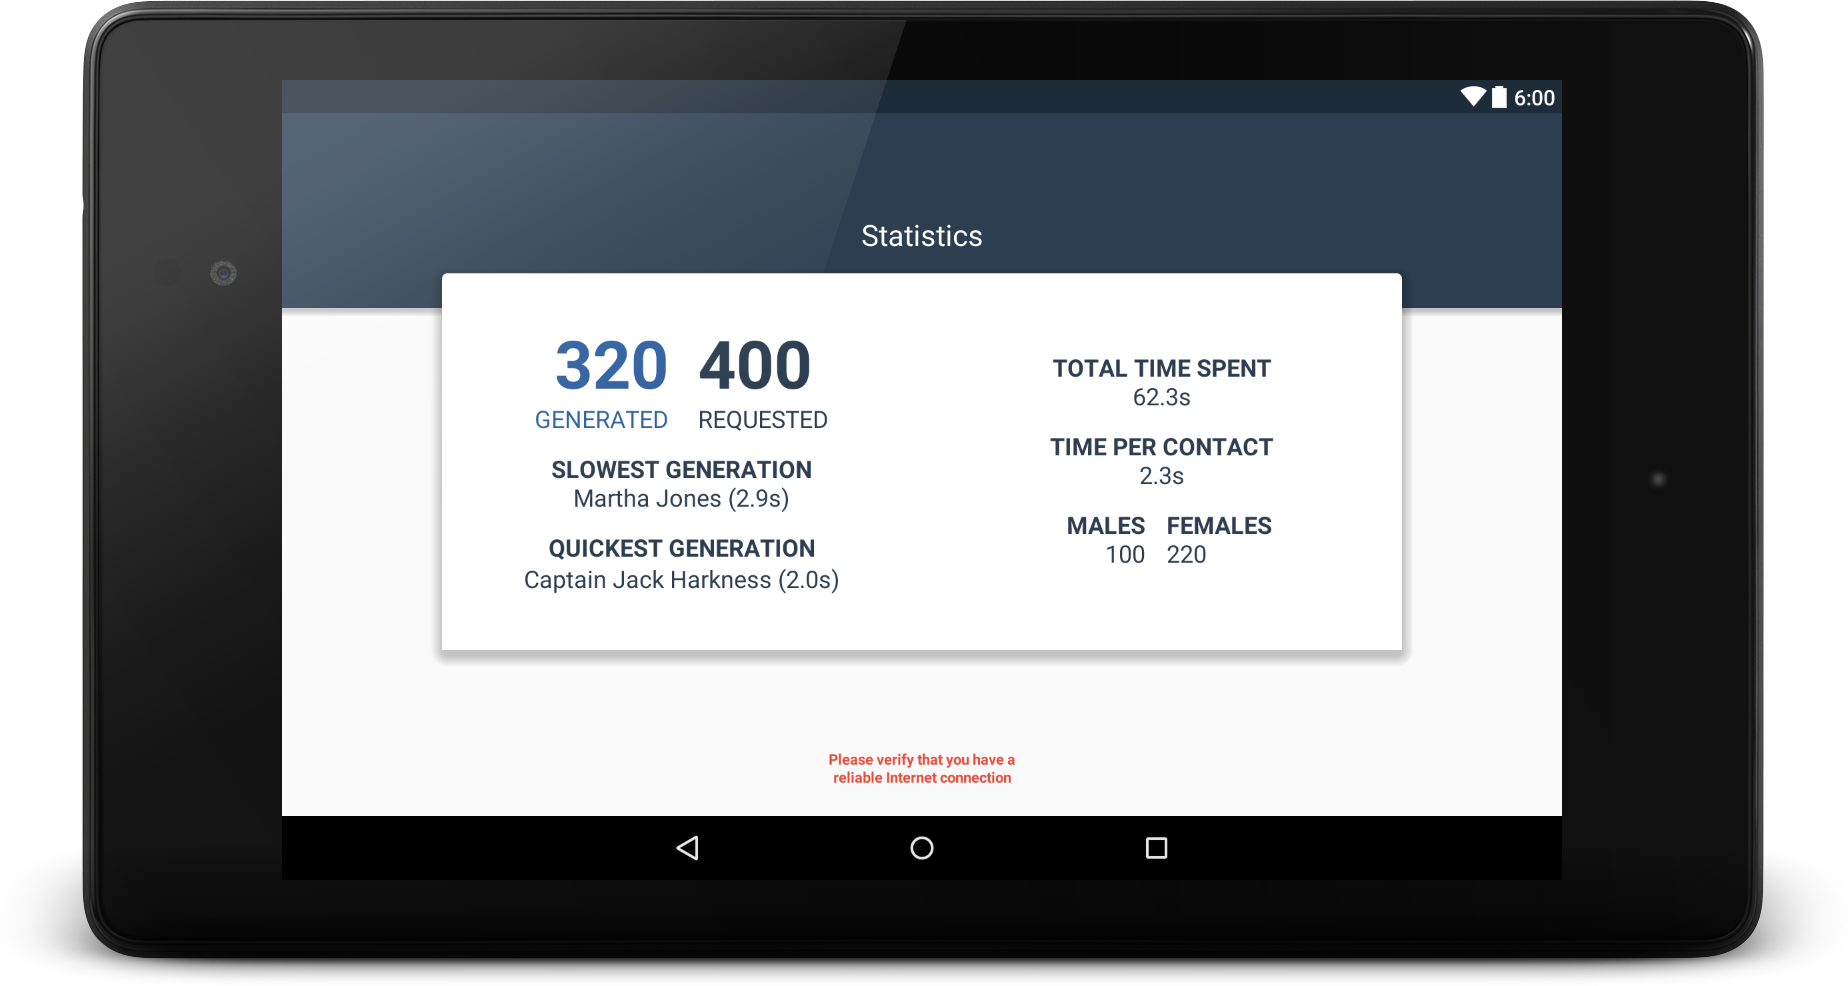 6:00
Statistics
320 400
GENERATED REQUESTED
SLOWEST GENERATION
Martha Jones (2.9s)
QUICKEST GENERATION
Captain Jack Harkness (2.0s)
TOTAL TIME SPENT
62.3s
TIME PER CONTACT
2.3s
MALES FEMALES
100 220
Please verify that you have a
reliable Internet connection